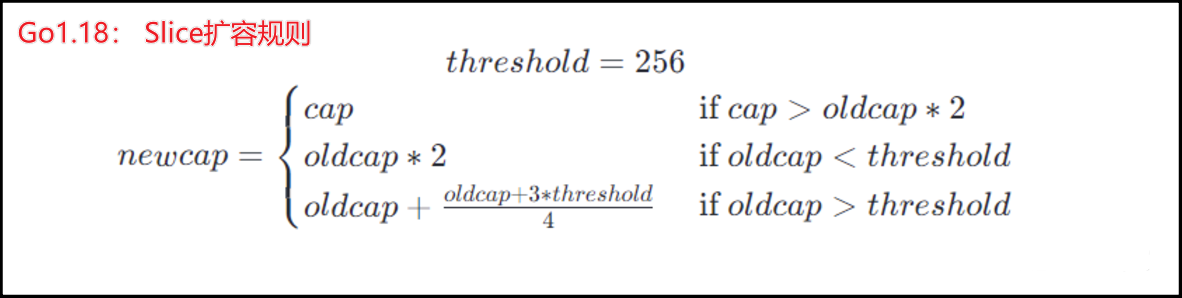 Go1.18： Slice扩容规则
threshold = 256
newcap = { cap if cap > oldcap * 2
oldcap * 2 if oldcap < threshold
oldcap + \frac{oldcap+3*threshold}{4} if oldcap > threshold